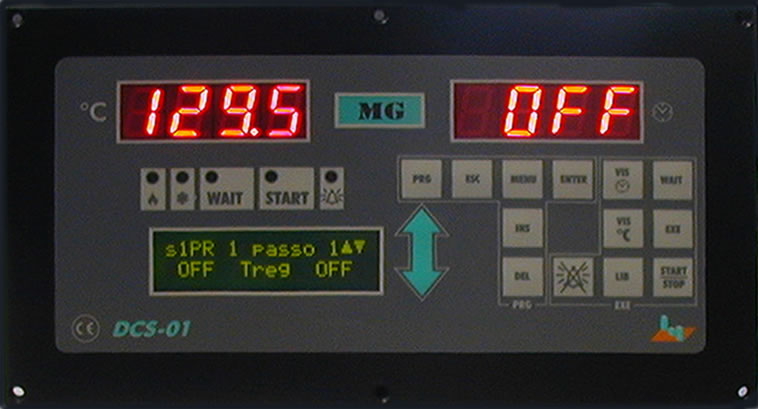 °C 129.5 MG OFF
PRG ESC MENU ENTER VIS WAIT
WAIT START
INS VIS °C EXE
s1PR 1 passo 1▲▼
OFF Treg OFF
DEL LIB START STOP
PRG EXE
CE DCS-01